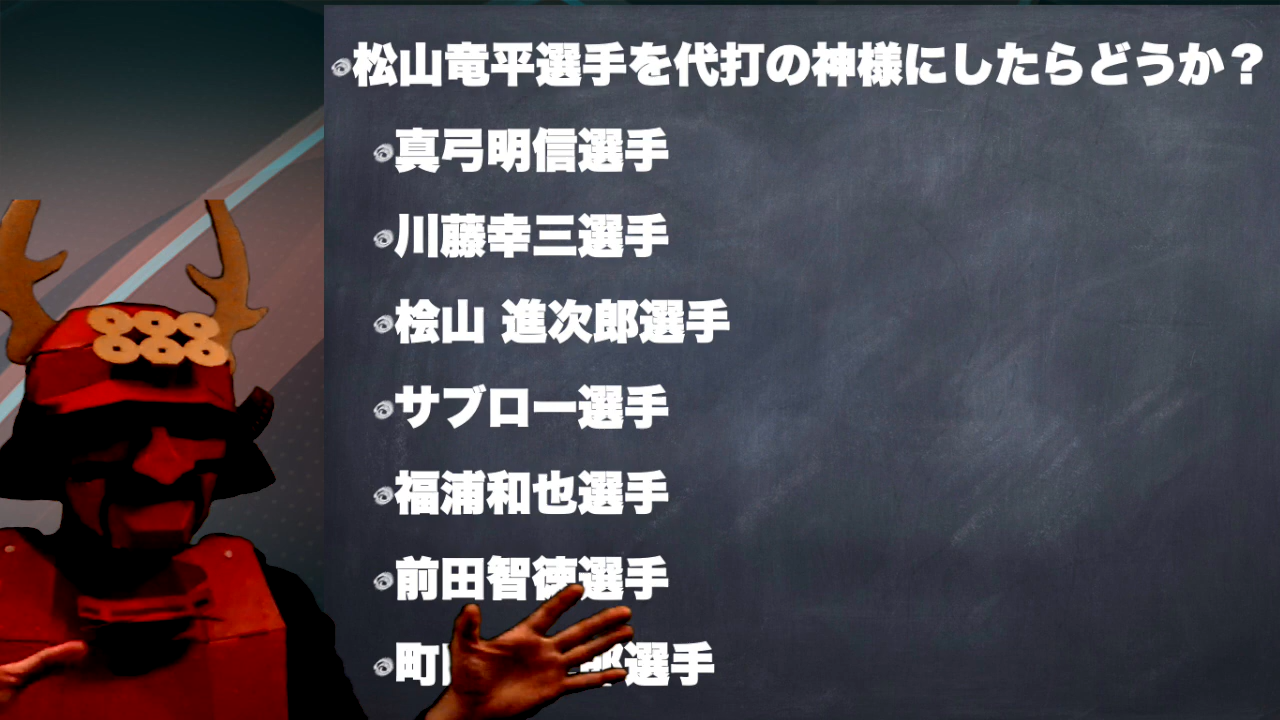 松山竜平選手を代打の神様にしたらどうか？
真弓明信選手
川藤幸三選手
桧山 進次郎選手
サブロー選手
福浦和也選手
前田智徳選手
町 選手